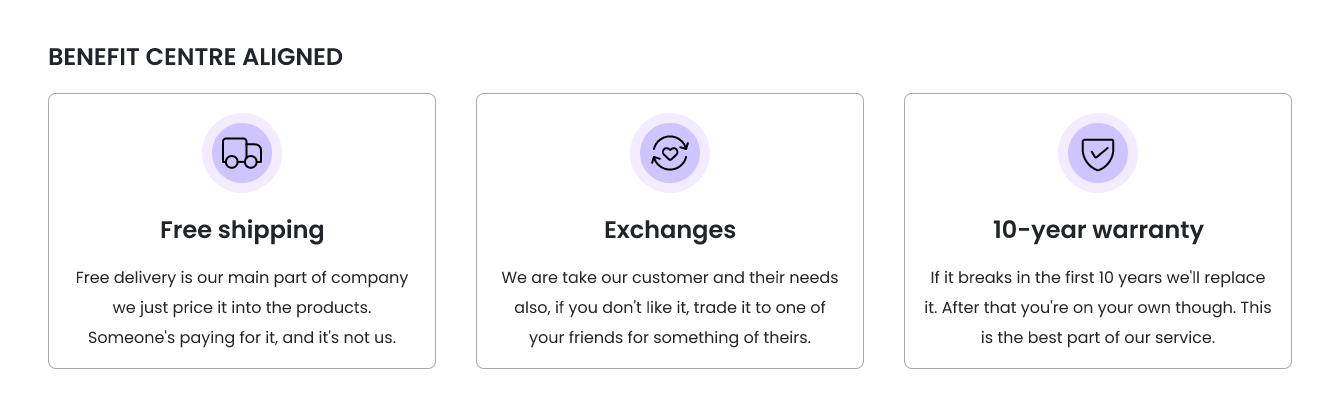 BENEFIT CENTRE ALIGNED
Free shipping
Free delivery is our main part of company
we just price it into the products.
Someone's paying for it, and it's not us.
Exchanges
We are take our customer and their needs
also, if you don't like it, trade it to one of
your friends for something of theirs.
10-year warranty
If it breaks in the first 10 years we'll replace
it. After that you're on your own though. This
is the best part of our service.